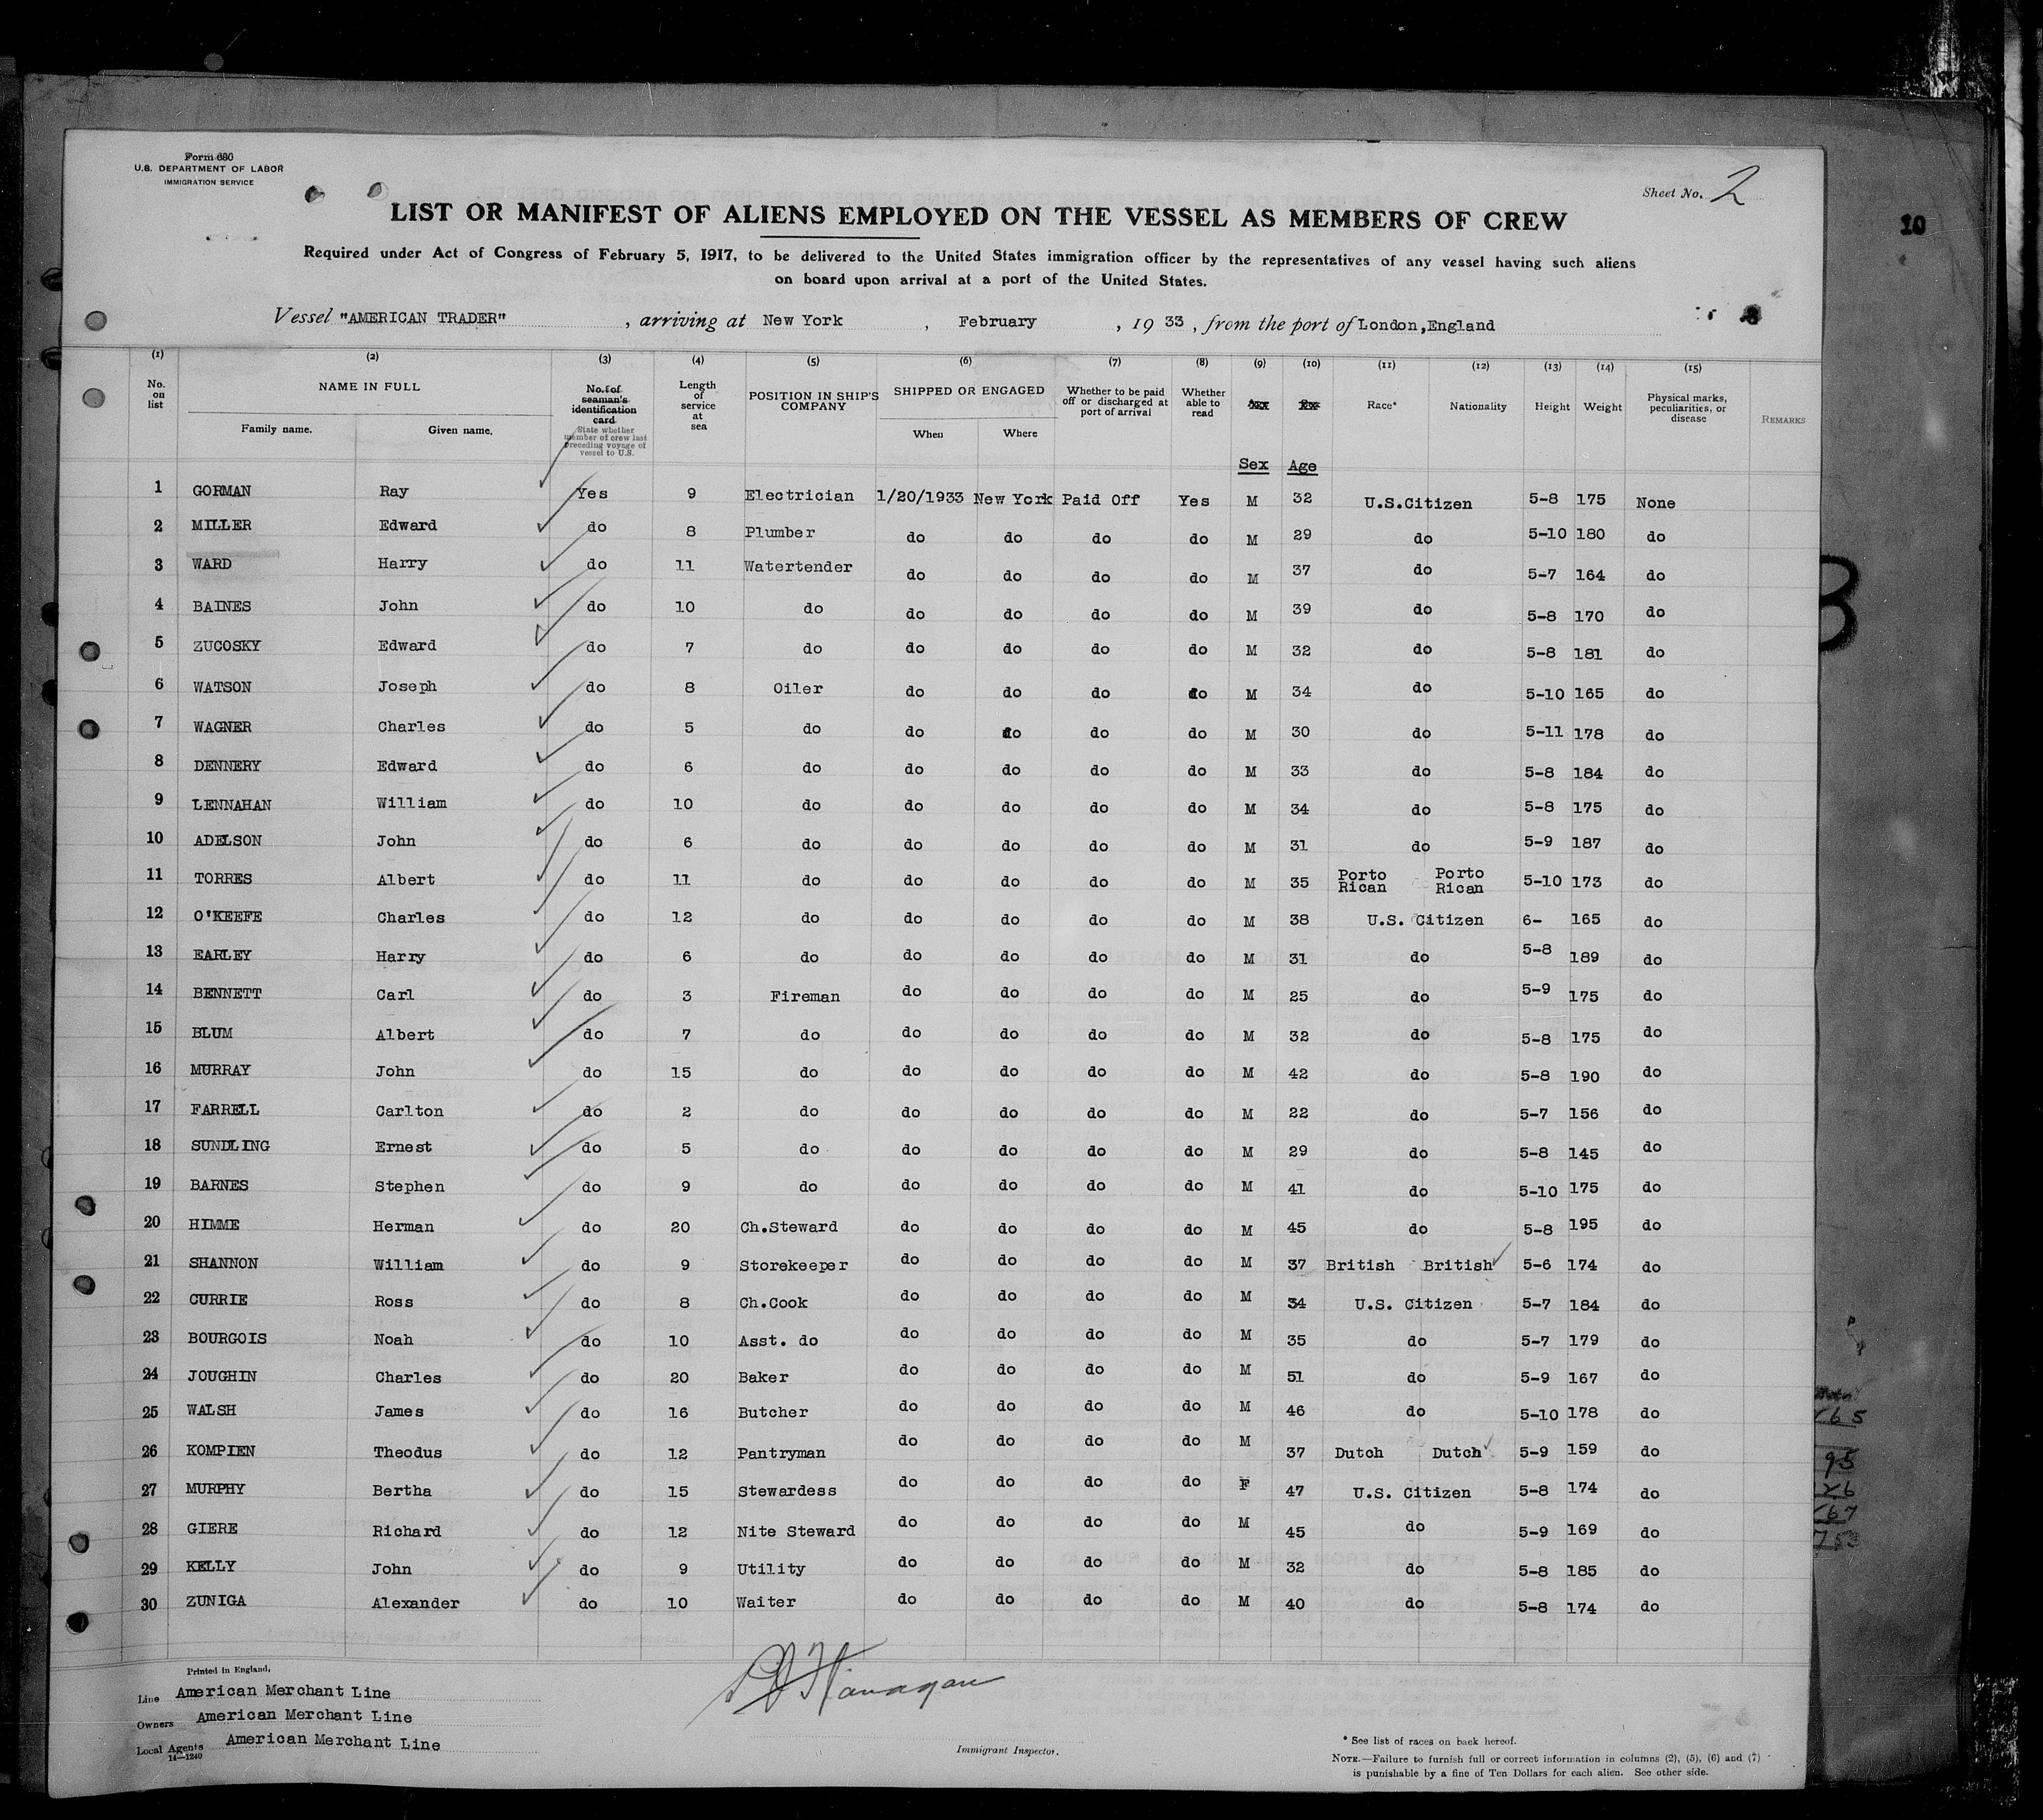 Form 680
U.S. DEPARTMENT OF LABOR
IMMIGRATION SERVICE
Sheet No. 2
10
LIST OR MANIFEST OF ALIENS EMPLOYED ON THE VESSEL AS MEMBERS OF CREW
Required under Act of Congress of February 5, 1917, to be delivered to the United States immigration officer by the representatives of any vessel having such aliens
on board upon arrival at a port of the United States.
Vessel "AMERICAN TRADER", arriving at New York, February, 1933, from the port of London,England
(1) (2) (3) (4) (5) (6) (7) (8) (9) (10) (11) (12) (13) (14) (15)
No. on list NAME IN FULL Family name. Given name. No. of seaman's identification card State whether member of crew last preceding voyage of vessel to U.S. Length of service at sea POSITION IN SHIP'S COMPANY SHIPPED OR ENGAGED When Where Whether to be paid off or discharged at port of arrival Whether able to read Sex Age Race* Nationality Height Weight Physical marks, peculiarities, or disease REMARKS
1 GORMAN Ray Yes 9 Electrician 1/20/1933 New York Paid Off Yes M 32 U.S.Citizen 5-8 175 None
2 MILLER Edward do 8 Plumber do do do do M 29 do 5-10 180 do
3 WARD Harry do 11 Watertender do do do do M 37 do 5-7 164 do
4 BAINES John do 10 do do do do do M 39 do 5-8 170 do
5 ZUCOSKY Edward do 7 do do do do do M 32 do 5-8 181 do
6 WATSON Joseph do 8 Oiler do do do do M 34 do 5-10 165 do
7 WAGNER Charles do 5 do do do do do M 30 do 5-11 178 do
8 DENNERY Edward do 6 do do do do do M 33 do 5-8 184 do
9 LENNAHAN William do 10 do do do do do M 34 do 5-8 175 do
10 ADELSON John do 6 do do do do do M 31 do 5-9 187 do
11 TORRES Albert do 11 do do do do do M 35 Porto Rican Porto Rican 5-10 173 do
12 O'KEEFE Charles do 12 do do do do do M 38 U.S. Citizen 6- 165 do
13 EARLEY Harry do 6 do do do do do M 31 do 5-8 189 do
14 BENNETT Carl do 3 Fireman do do do do M 25 do 5-9 175 do
15 BLUM Albert do 7 do do do do do M 32 do 5-8 175 do
16 MURRAY John do 15 do do do do do M 42 do 5-8 190 do
17 FARRELL Carlton do 2 do do do do do M 22 do 5-7 156 do
18 SUNDLING Ernest do 5 do do do do do M 29 do 5-8 145 do
19 BARNES Stephen do 9 do do do do do M 41 do 5-10 175 do
20 HIMME Herman do 20 Ch.Steward do do do do M 45 do 5-8 195 do
21 SHANNON William do 9 Storekeeper do do do do M 37 British British 5-6 174 do
22 CURRIE Ross do 8 Ch.Cook do do do do M 34 U.S. Citizen 5-7 184 do
23 BOURGOIS Noah do 10 Asst. do do do do do M 35 do 5-7 179 do
24 JOUGHIN Charles do 20 Baker do do do do M 51 do 5-9 167 do
25 WALSH James do 16 Butcher do do do do M 46 do 5-10 178 do
26 KOMPIEN Theodus do 12 Pantryman do do do do M 37 Dutch Dutch 5-9 159 do
27 MURPHY Bertha do 15 Stewardess do do do do F 47 U.S. Citizen 5-8 174 do
28 GIERE Richard do 12 Nite Steward do do do do M 45 do 5-9 169 do
29 KELLY John do 9 Utility do do do do M 32 do 5-8 185 do
30 ZUNIGA Alexander do 10 Waiter do do do do M 40 do 5-8 174 do
Printed in England,
Line American Merchant Line
Owners American Merchant Line
Local Agents American Merchant Line
14—1240
Immigrant Inspector.
* See list of races on back hereof.
NOTE.—Failure to furnish full or correct information in columns (2), (5), (6) and (7)
is punishable by a fine of Ten Dollars for each alien. See other side.